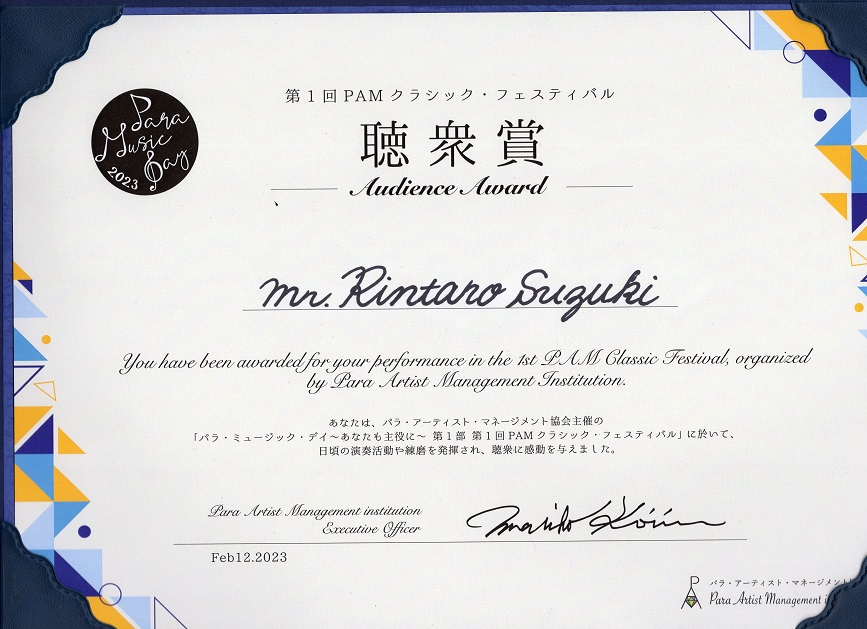 Para
Music
Day
2023
第1回PAMクラシック・フェスティバル
聴衆賞
Audience Award
mr. Rintaro Suzuki
You have been awarded for your performance in the 1st P.A.M Classic Festival, organized
by Para Artist Management Institution.
あなたは、パラ・アーティスト・マネージメント協会主催の
「パラ・ミュージック・デイ～あなたも主役に～ 第1部 第1回PAMクラシック・フェスティバル」に於いて、
日頃の演奏活動や練磨を発揮され、聴衆に感動を与えました。
Para Artist Management institution
Executive Officer
Feb12.2023
パラ・アーティスト・マネージメント
Para Artist Management